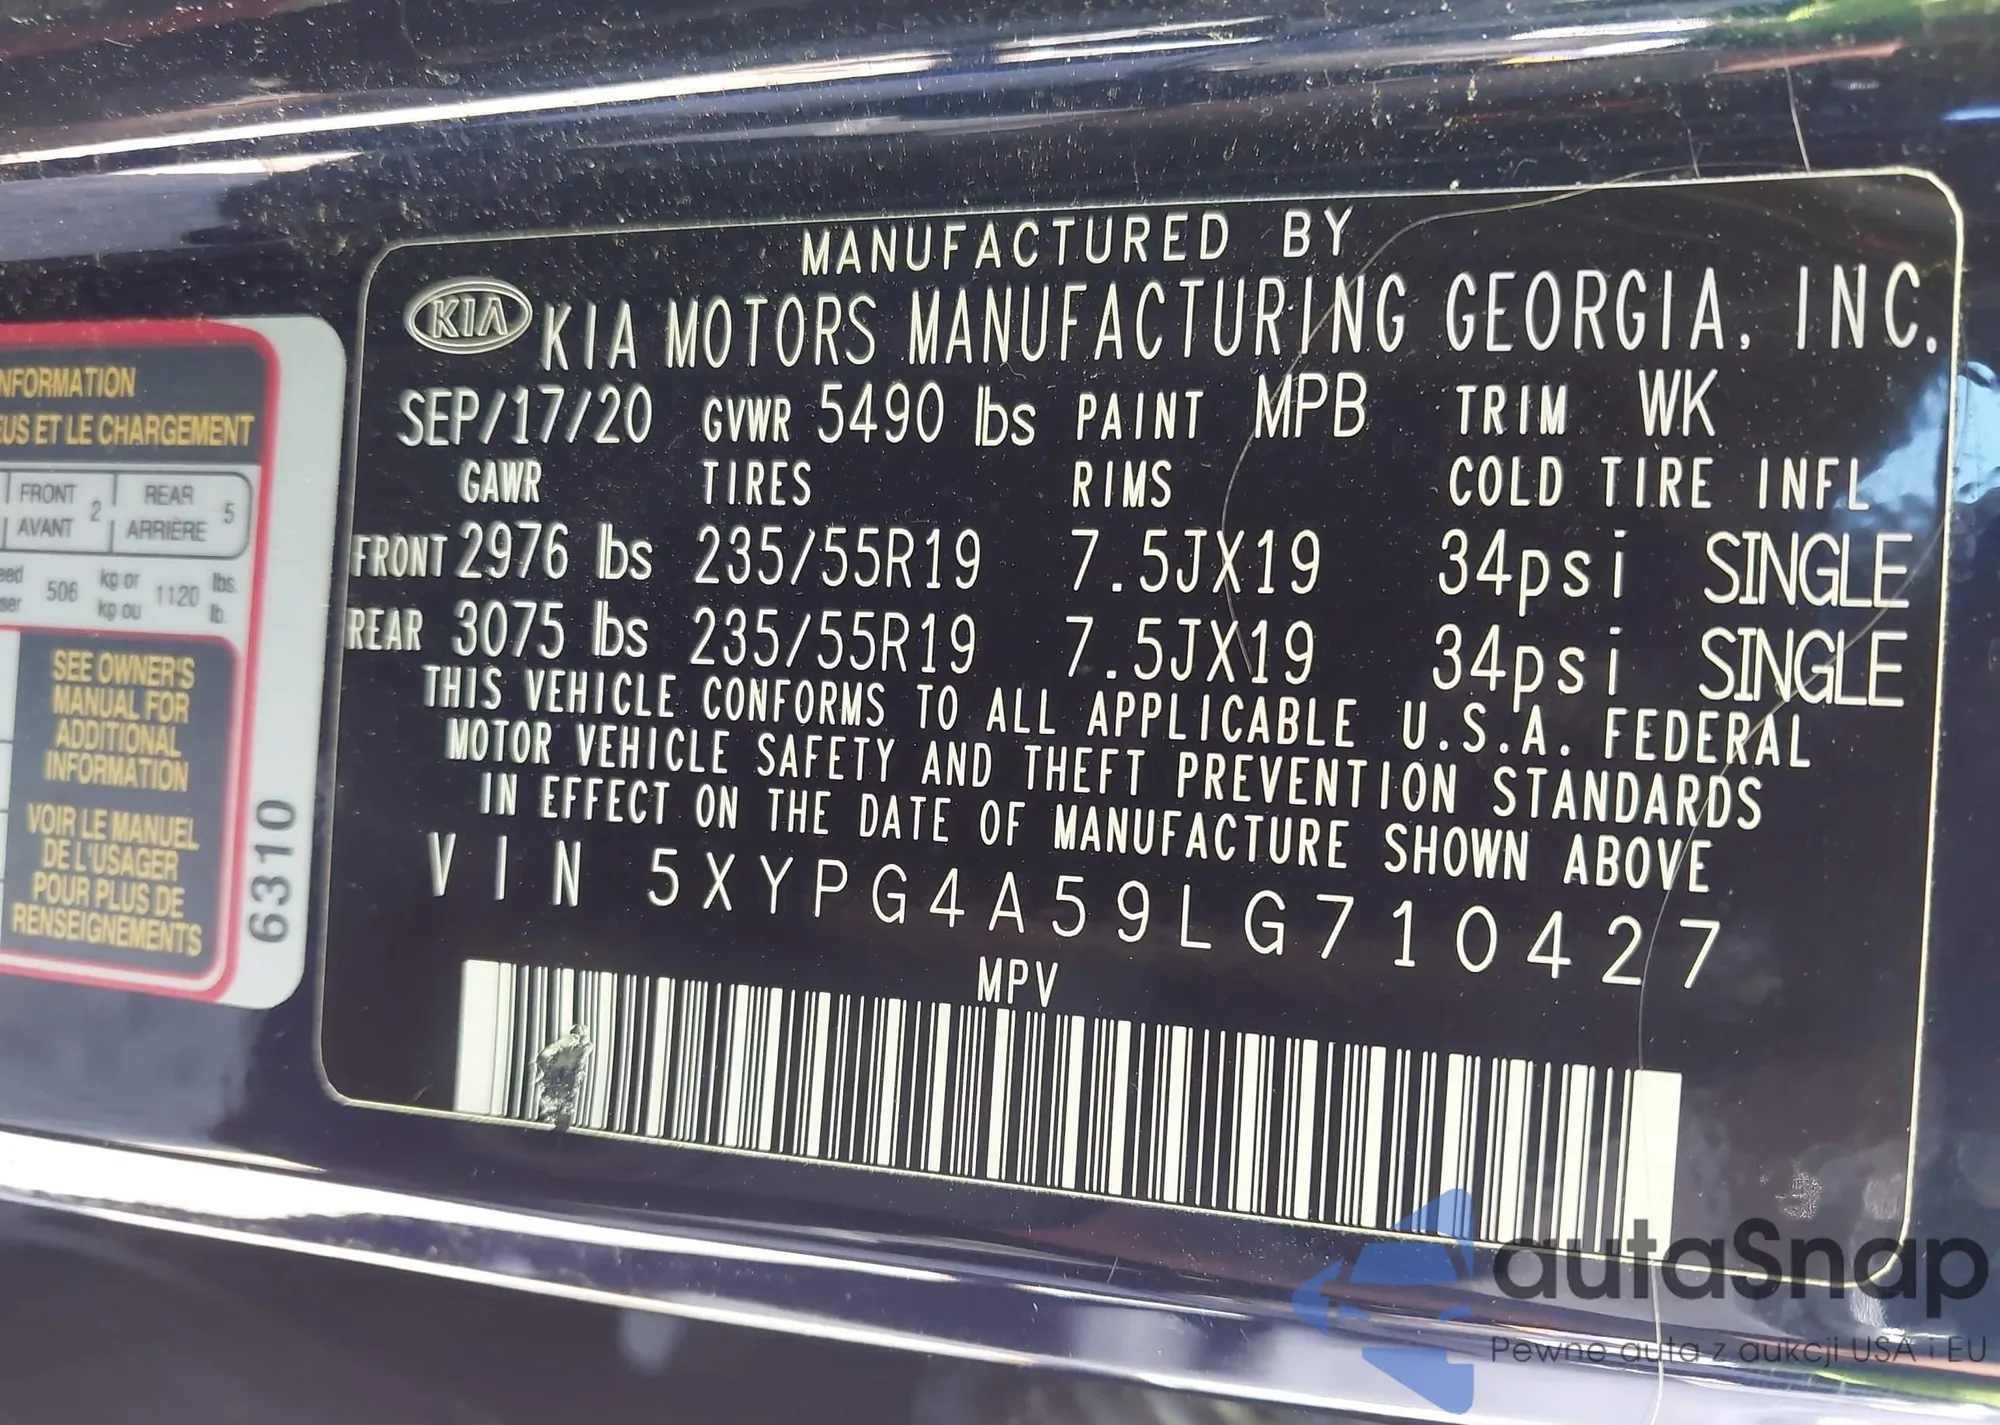 MANUFACTURED BY
KIA KIA MOTORS MANUFACTURING GEORGIA, INC.
SEP/17/20 GVWR 5490 lbs PAINT MPB TRIM WK
GAWR TIRES RIMS COLD TIRE INFL
FRONT 2976 lbs 235/55R19 7.5JX19 34psi SINGLE
REAR 3075 lbs 235/55R19 7.5JX19 34psi SINGLE
THIS VEHICLE CONFORMS TO ALL APPLICABLE U.S.A. FEDERAL
MOTOR VEHICLE SAFETY AND THEFT PREVENTION STANDARDS
IN EFFECT ON THE DATE OF MANUFACTURE SHOWN ABOVE
VIN 5XYPG4A59LG710427
MPV
NFORMATION
EUS ET LE CHARGEMENT
FRONT 2 REAR 5
AVANT ARRIÈRE
506 kg or 1120 lbs.
kg ou lb.
SEE OWNER'S
MANUAL FOR
ADDITIONAL
INFORMATION
VOIR LE MANUEL
DE L'USAGER
POUR PLUS DE
RENSEIGNEMENTS
6310
autaSnap
Pewne auta z aukcji USA i EU